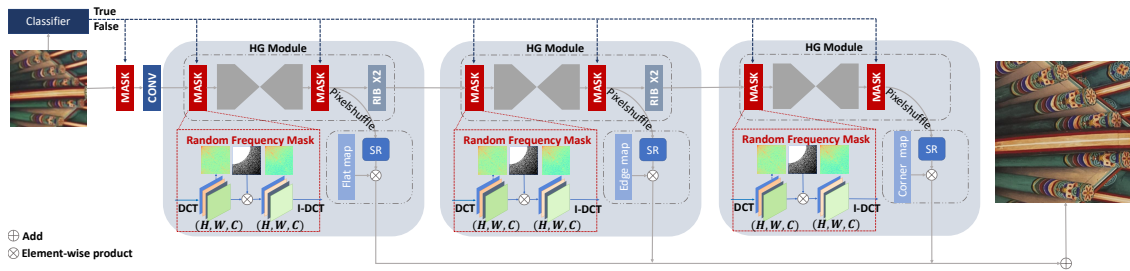 Classifier
True
False
MASK
CONV
HG Module
MASK
MASK
RIB X2
Pixelshuffle
Random Frequency Mask
DCT
I-DCT
(H, W, C)
(H, W, C)
Flat map
SR
HG Module
MASK
MASK
RIB X2
Pixelshuffle
Random Frequency Mask
DCT
I-DCT
(H, W, C)
(H, W, C)
Edge map
SR
HG Module
MASK
MASK
Pixelshuffle
Random Frequency Mask
DCT
I-DCT
(H, W, C)
(H, W, C)
Corner map
SR
Add
Element-wise product